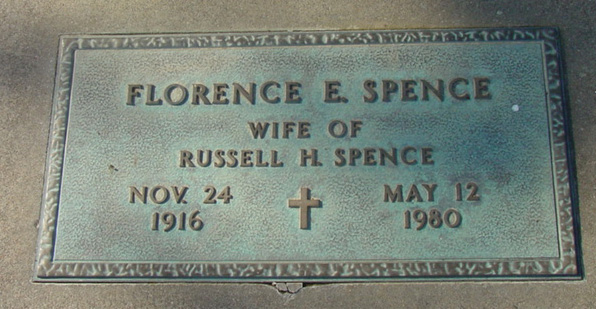 FLORENCE E. SPENCE
WIFE OF
RUSSELL H. SPENCE
NOV. 24 MAY 12
1916 1980